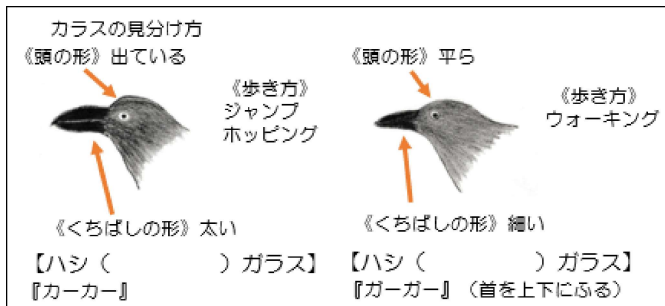 カラスの見分け方
《頭の形》出ている
《歩き方》
ジャンプ
ホッピング
《くちばしの形》太い
【ハシ（　　　　　）ガラス】
『カーカー』
《頭の形》平ら
《歩き方》
ウォーキング
《くちばしの形》細い
【ハシ（　　　　　）ガラス】
『ガーガー』（首を上下にふる）